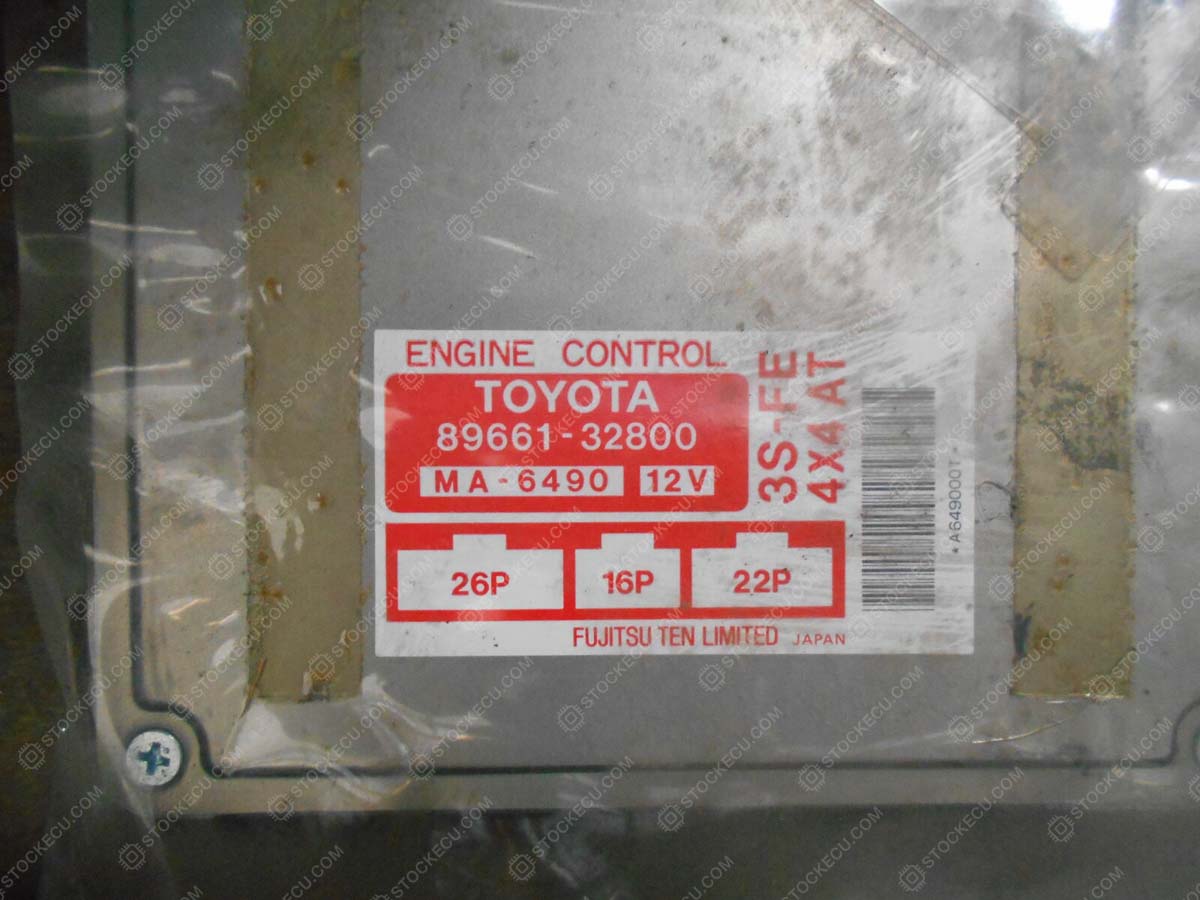 ENGINE CONTROL
TOYOTA
89661-32800
MA-6490 12V
3S-FE
4X4 AT
26P 16P 22P
FUJITSU TEN LIMITED JAPAN
*A649000T*
STOCKECU.COM